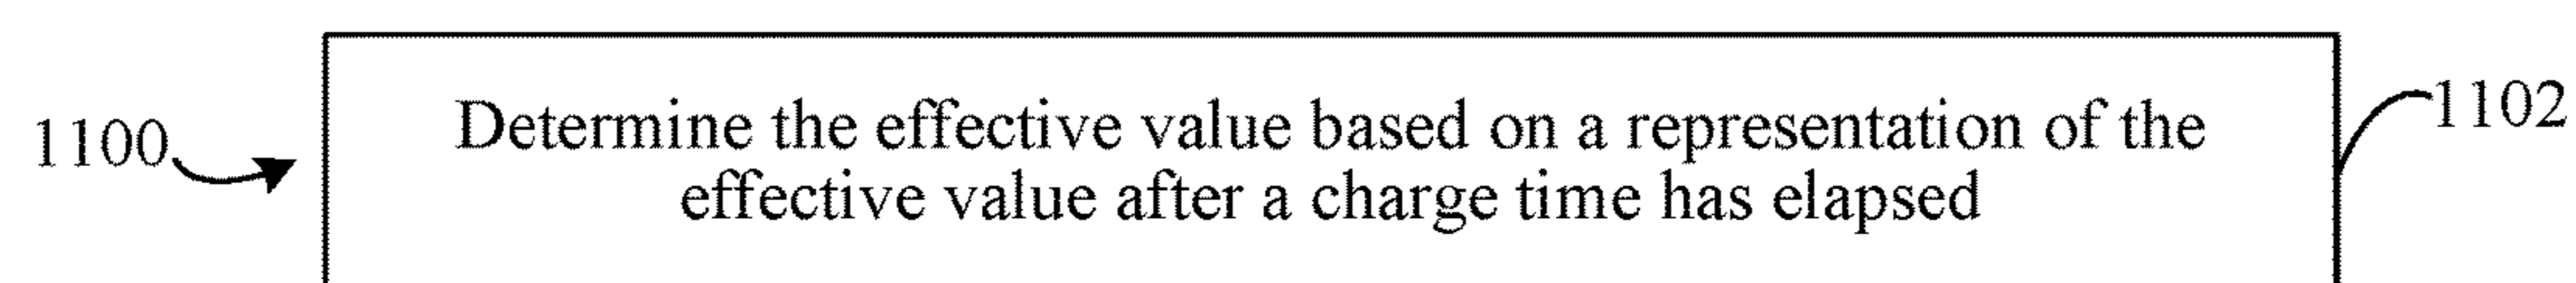 1100
Determine the effective value based on a representation of the
effective value after a charge time has elapsed
1102